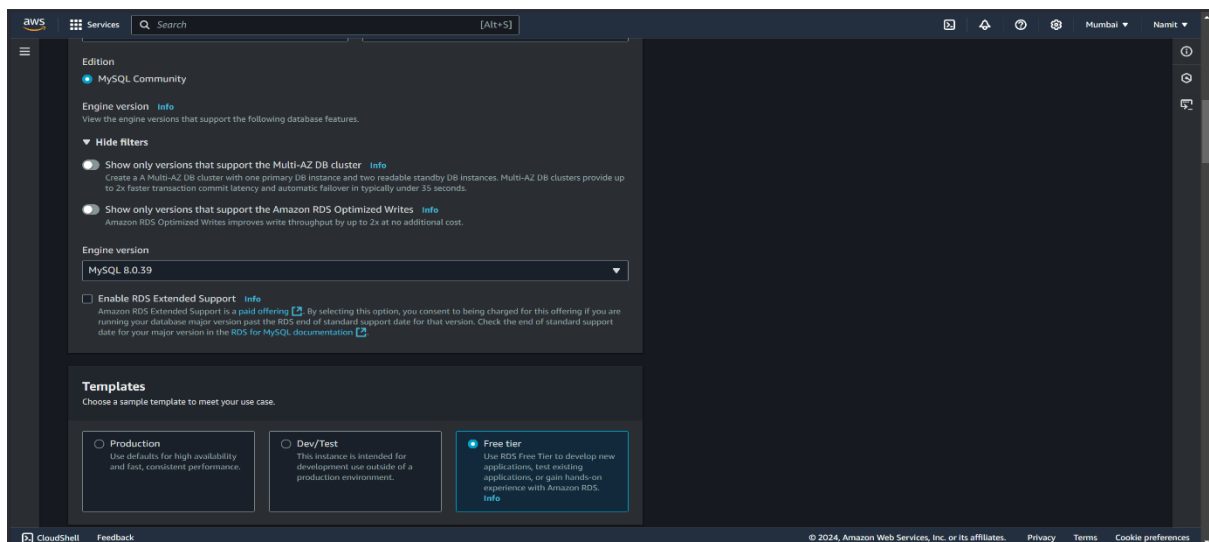 aws Services Search [Alt+S] Mumbai Namit
Edition
MySQL Community
Engine version Info
View the engine versions that support the following database features.
Hide filters
Show only versions that support the Multi-AZ DB cluster Info
Create a A Multi-AZ DB cluster with one primary DB instance and two readable standby DB instances. Multi-AZ DB clusters provide up
to 2x faster transaction commit latency and automatic failover in typically under 35 seconds.
Show only versions that support the Amazon RDS Optimized Writes Info
Amazon RDS Optimized Writes improves write throughput by up to 2x at no additional cost.
Engine version
MySQL 8.0.39
Enable RDS Extended Support Info
Amazon RDS Extended Support is a paid offering. By selecting this option, you consent to being charged for this offering if you are
running your database major version past the RDS end of standard support date for that version. Check the end of standard support
date for your major version in the RDS for MySQL documentation.
Templates
Choose a sample template to meet your use case.
Production
Use defaults for high availability
and fast, consistent performance.
Dev/Test
This instance is intended for
development use outside of a
production environment.
Free tier
Use RDS Free Tier to develop new
applications, test existing
applications, or gain hands-on
experience with Amazon RDS.
Info
CloudShell Feedback © 2024, Amazon Web Services, Inc. or its affiliates. Privacy Terms Cookie preferences